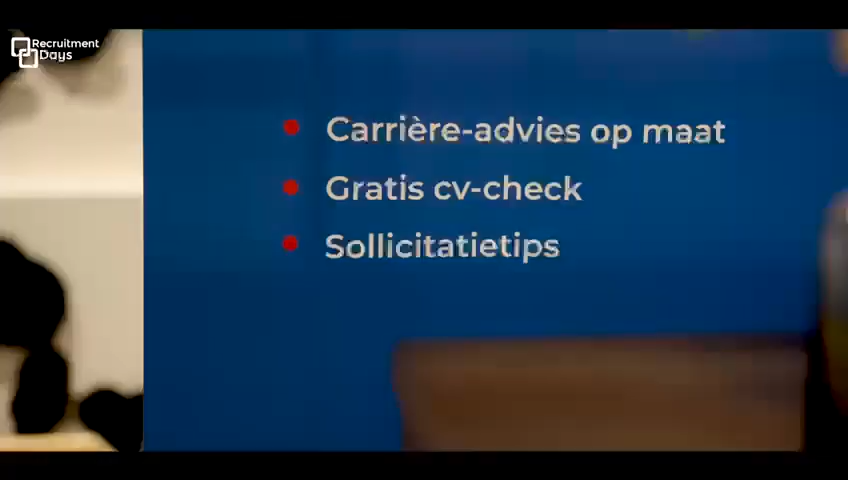 Recruitment
Days
Carrière-advies op maat
Gratis cv-check
Sollicitatietips